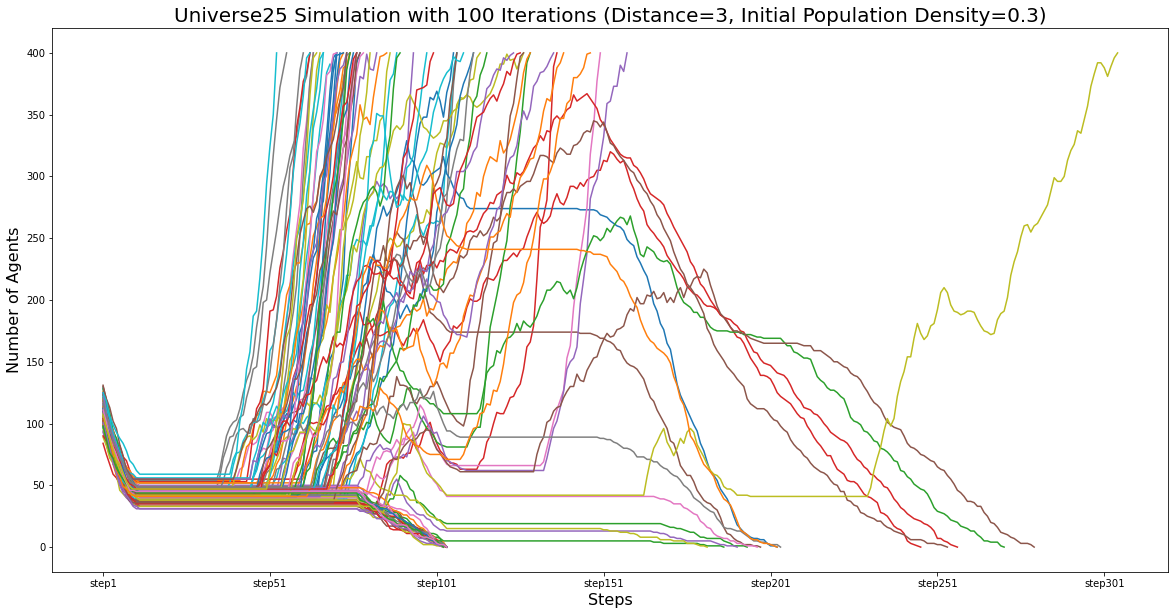 Universe25 Simulation with 100 Iterations (Distance=3, Initial Population Density=0.3)
Number of Agents
400
350
300
250
200
150
100
50
0
step1 step51 step101 step151 step201 step251 step301
Steps